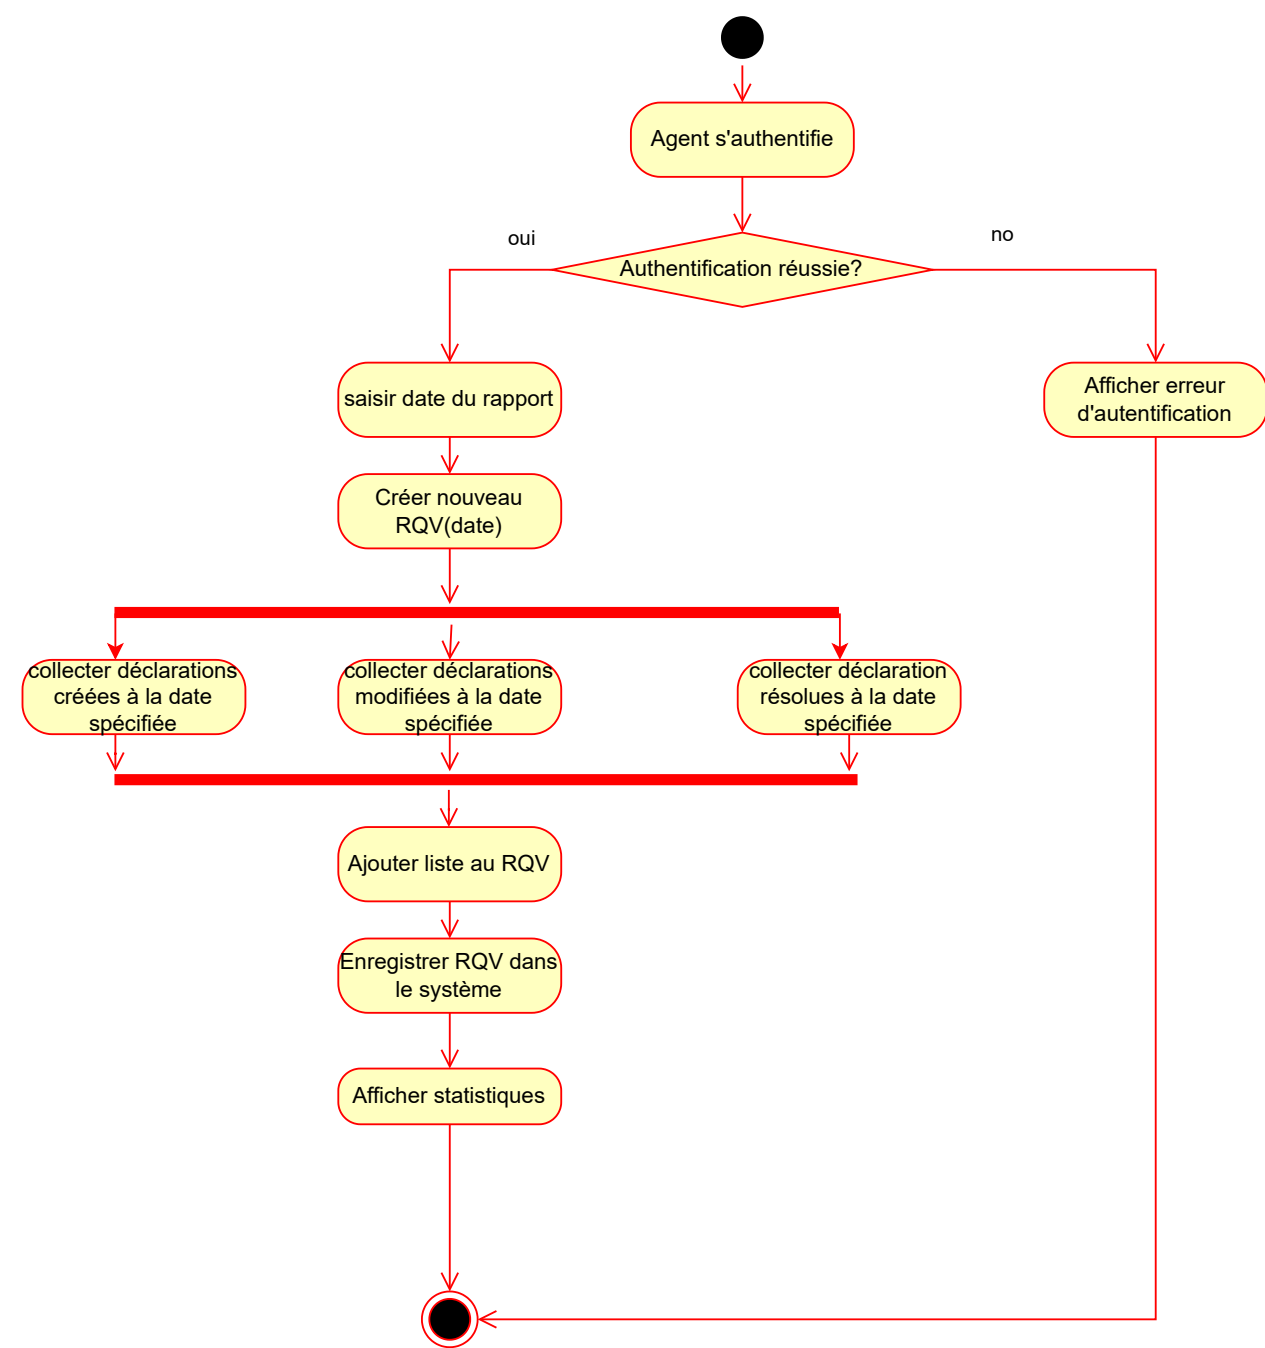 Agent s'authentifie
oui
no
Authentification réussie?
saisir date du rapport
Afficher erreur
d'autentification
Créer nouveau
RQV(date)
collecter déclarations
créées à la date
spécifiée
collecter déclarations
modifiées à la date
spécifiée
collecter déclaration
résolues à la date
spécifiée
Ajouter liste au RQV
Enregistrer RQV dans
le système
Afficher statistiques